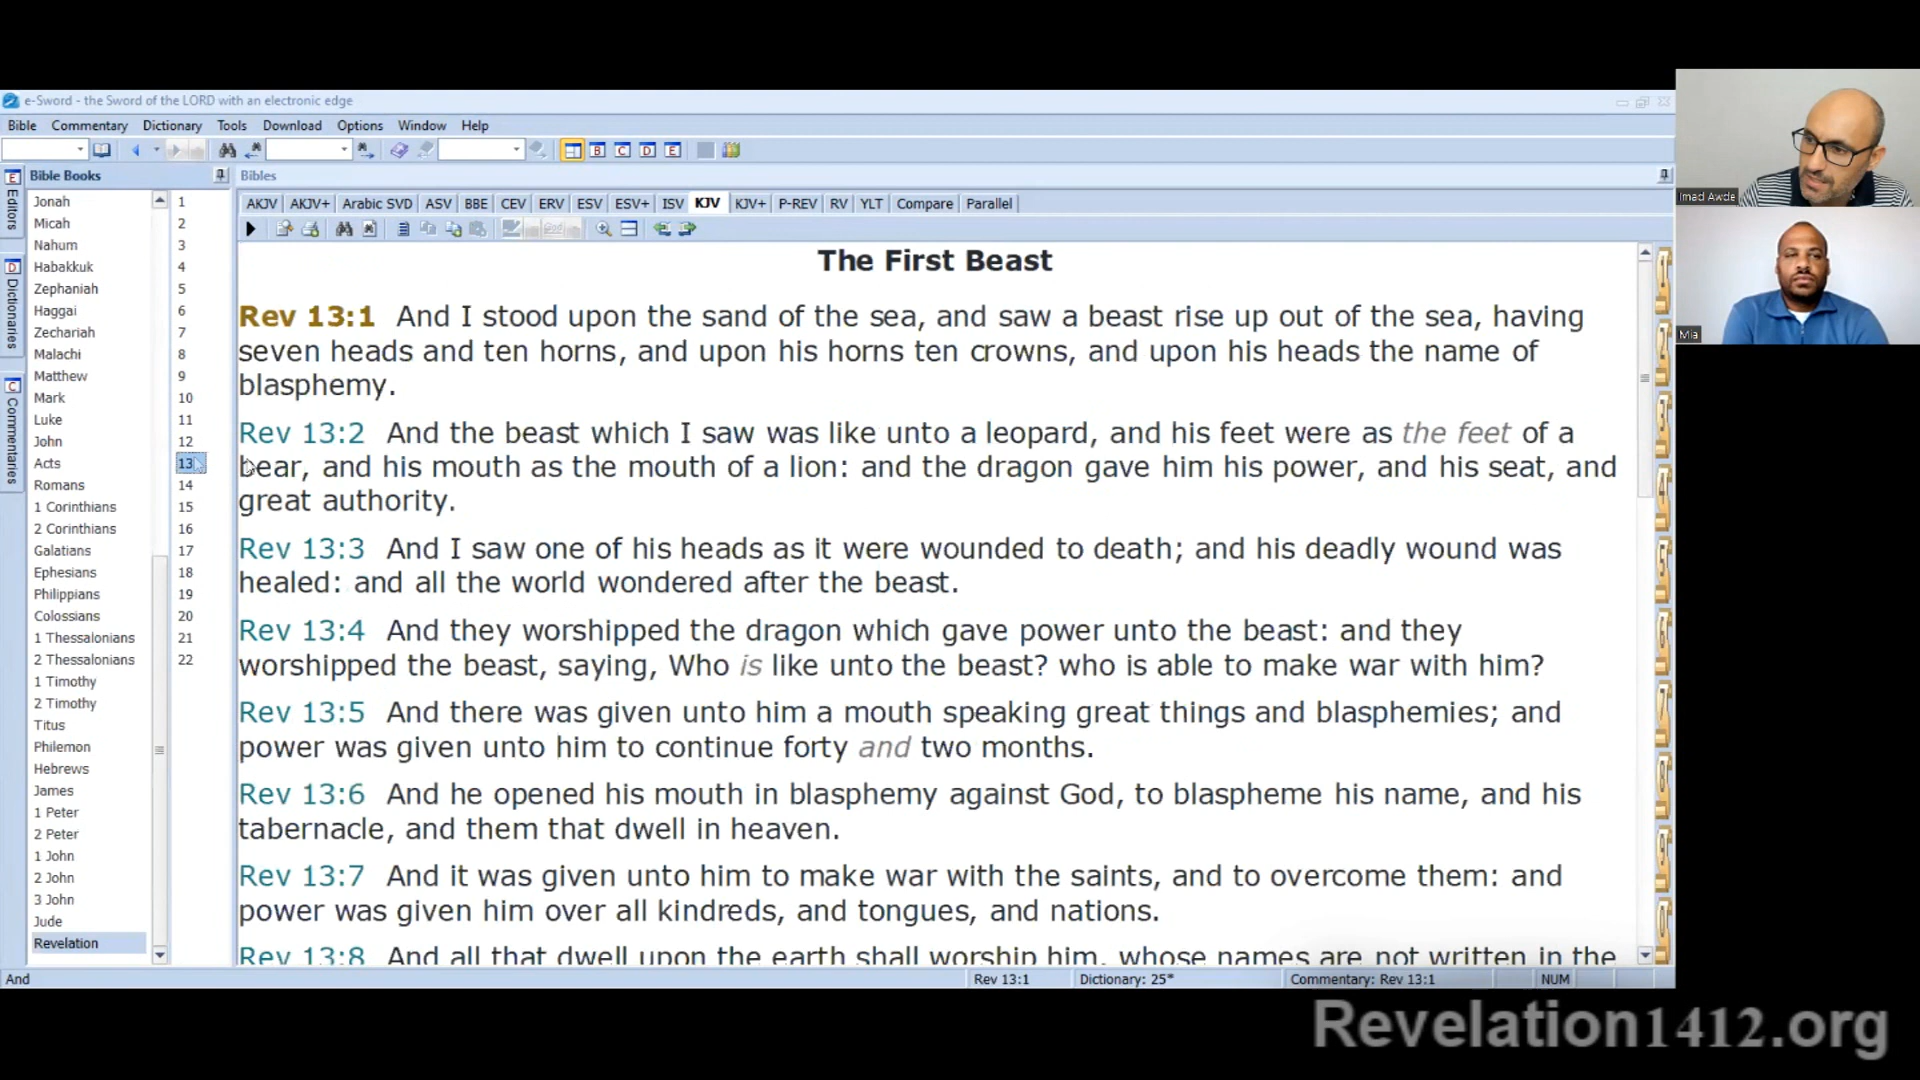 e-Sword - the Sword of the LORD with an electronic edge
Bible Commentary Dictionary Tools Download Options Window Help
Bible Books
Bibles
Editors
Dictionaries
Commentaries
Jonah
Micah
Nahum
Habakkuk
Zephaniah
Haggai
Zechariah
Malachi
Matthew
Mark
Luke
John
Acts
Romans
1 Corinthians
2 Corinthians
Galatians
Ephesians
Philippians
Colossians
1 Thessalonians
2 Thessalonians
1 Timothy
2 Timothy
Titus
Philemon
Hebrews
James
1 Peter
2 Peter
1 John
2 John
3 John
Jude
Revelation
1
2
3
4
5
6
7
8
9
10
11
12
13
14
15
16
17
18
19
20
21
22
AKJV AKJV+ Arabic SVD ASV BBE CEV ERV ESV ESV+ ISV KJV KJV+ P-REV RV YLT Compare Parallel
The First Beast
Rev 13:1 And I stood upon the sand of the sea, and saw a beast rise up out of the sea, having
seven heads and ten horns, and upon his horns ten crowns, and upon his heads the name of
blasphemy.
Rev 13:2 And the beast which I saw was like unto a leopard, and his feet were as the feet of a
bear, and his mouth as the mouth of a lion: and the dragon gave him his power, and his seat, and
great authority.
Rev 13:3 And I saw one of his heads as it were wounded to death; and his deadly wound was
healed: and all the world wondered after the beast.
Rev 13:4 And they worshipped the dragon which gave power unto the beast: and they
worshipped the beast, saying, Who is like unto the beast? who is able to make war with him?
Rev 13:5 And there was given unto him a mouth speaking great things and blasphemies; and
power was given unto him to continue forty and two months.
Rev 13:6 And he opened his mouth in blasphemy against God, to blaspheme his name, and his
tabernacle, and them that dwell in heaven.
Rev 13:7 And it was given unto him to make war with the saints, and to overcome them: and
power was given him over all kindreds, and tongues, and nations.
Rev 13:8 And all that dwell upon the earth shall worship him, whose names are not written in the
1
2
3
4
5
6
7
8
9
0
And
Rev 13:1
Dictionary: 25*
Commentary: Rev 13:1
NUM
Imad Awde
Mia
Revelation1412.org